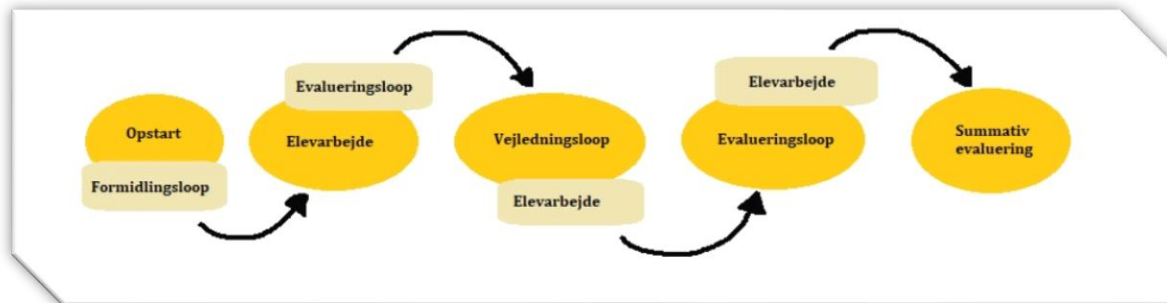 Opstart
Formidlingsloop
Evalueringsloop
Elevarbejde
Vejledningsloop
Elevarbejde
Elevarbejde
Evalueringsloop
Summativ
evaluering